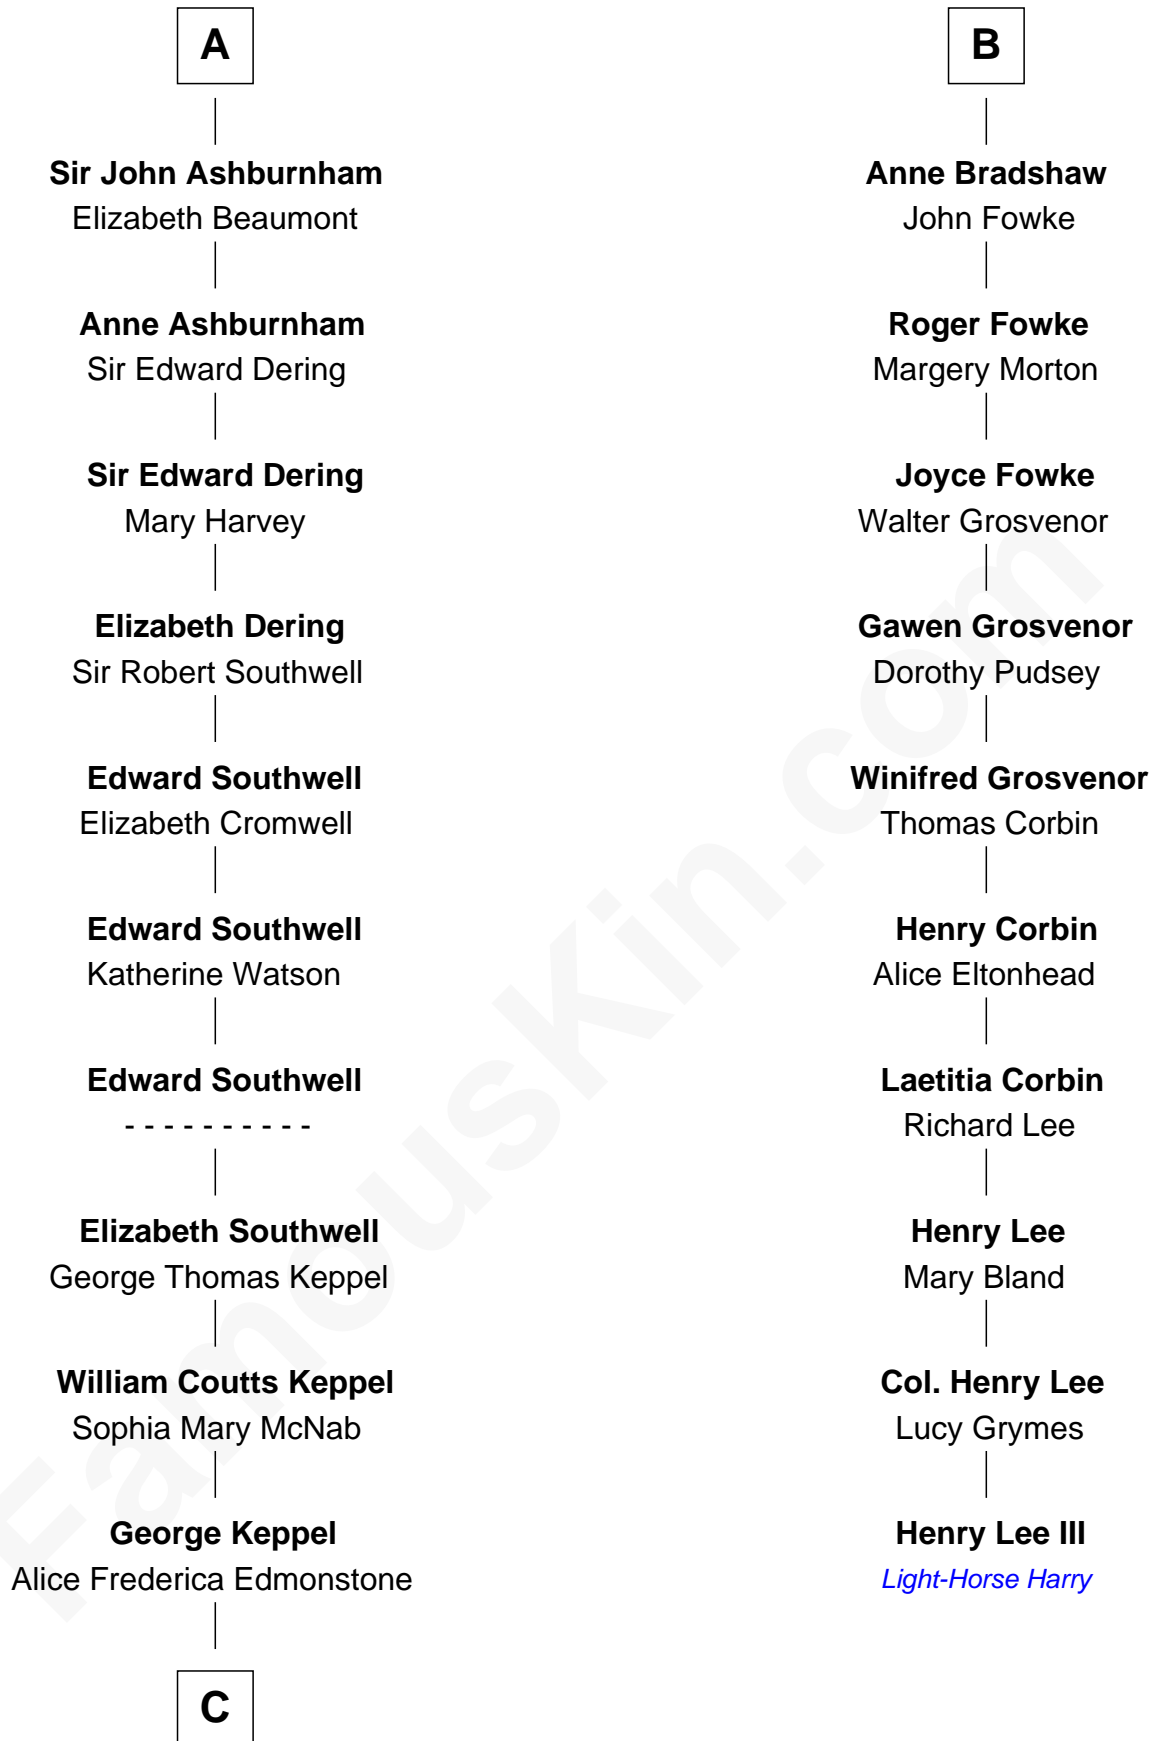 A
Sir John Ashburnham
Elizabeth Beaumont
Anne Ashburnham
Sir Edward Dering
Sir Edward Dering
Mary Harvey
Elizabeth Dering
Sir Robert Southwell
Edward Southwell
Elizabeth Cromwell
Edward Southwell
Katherine Watson
Edward Southwell
- - - - - - - - - -
Elizabeth Southwell
George Thomas Keppel
William Coutts Keppel
Sophia Mary McNab
George Keppel
Alice Frederica Edmonstone
C
B
Anne Bradshaw
John Fowke
Roger Fowke
Margery Morton
Joyce Fowke
Walter Grosvenor
Gawen Grosvenor
Dorothy Pudsey
Winifred Grosvenor
Thomas Corbin
Henry Corbin
Alice Eltonhead
Laetitia Corbin
Richard Lee
Henry Lee
Mary Bland
Col. Henry Lee
Lucy Grymes
Henry Lee III
Light-Horse Harry
FamousKin.com